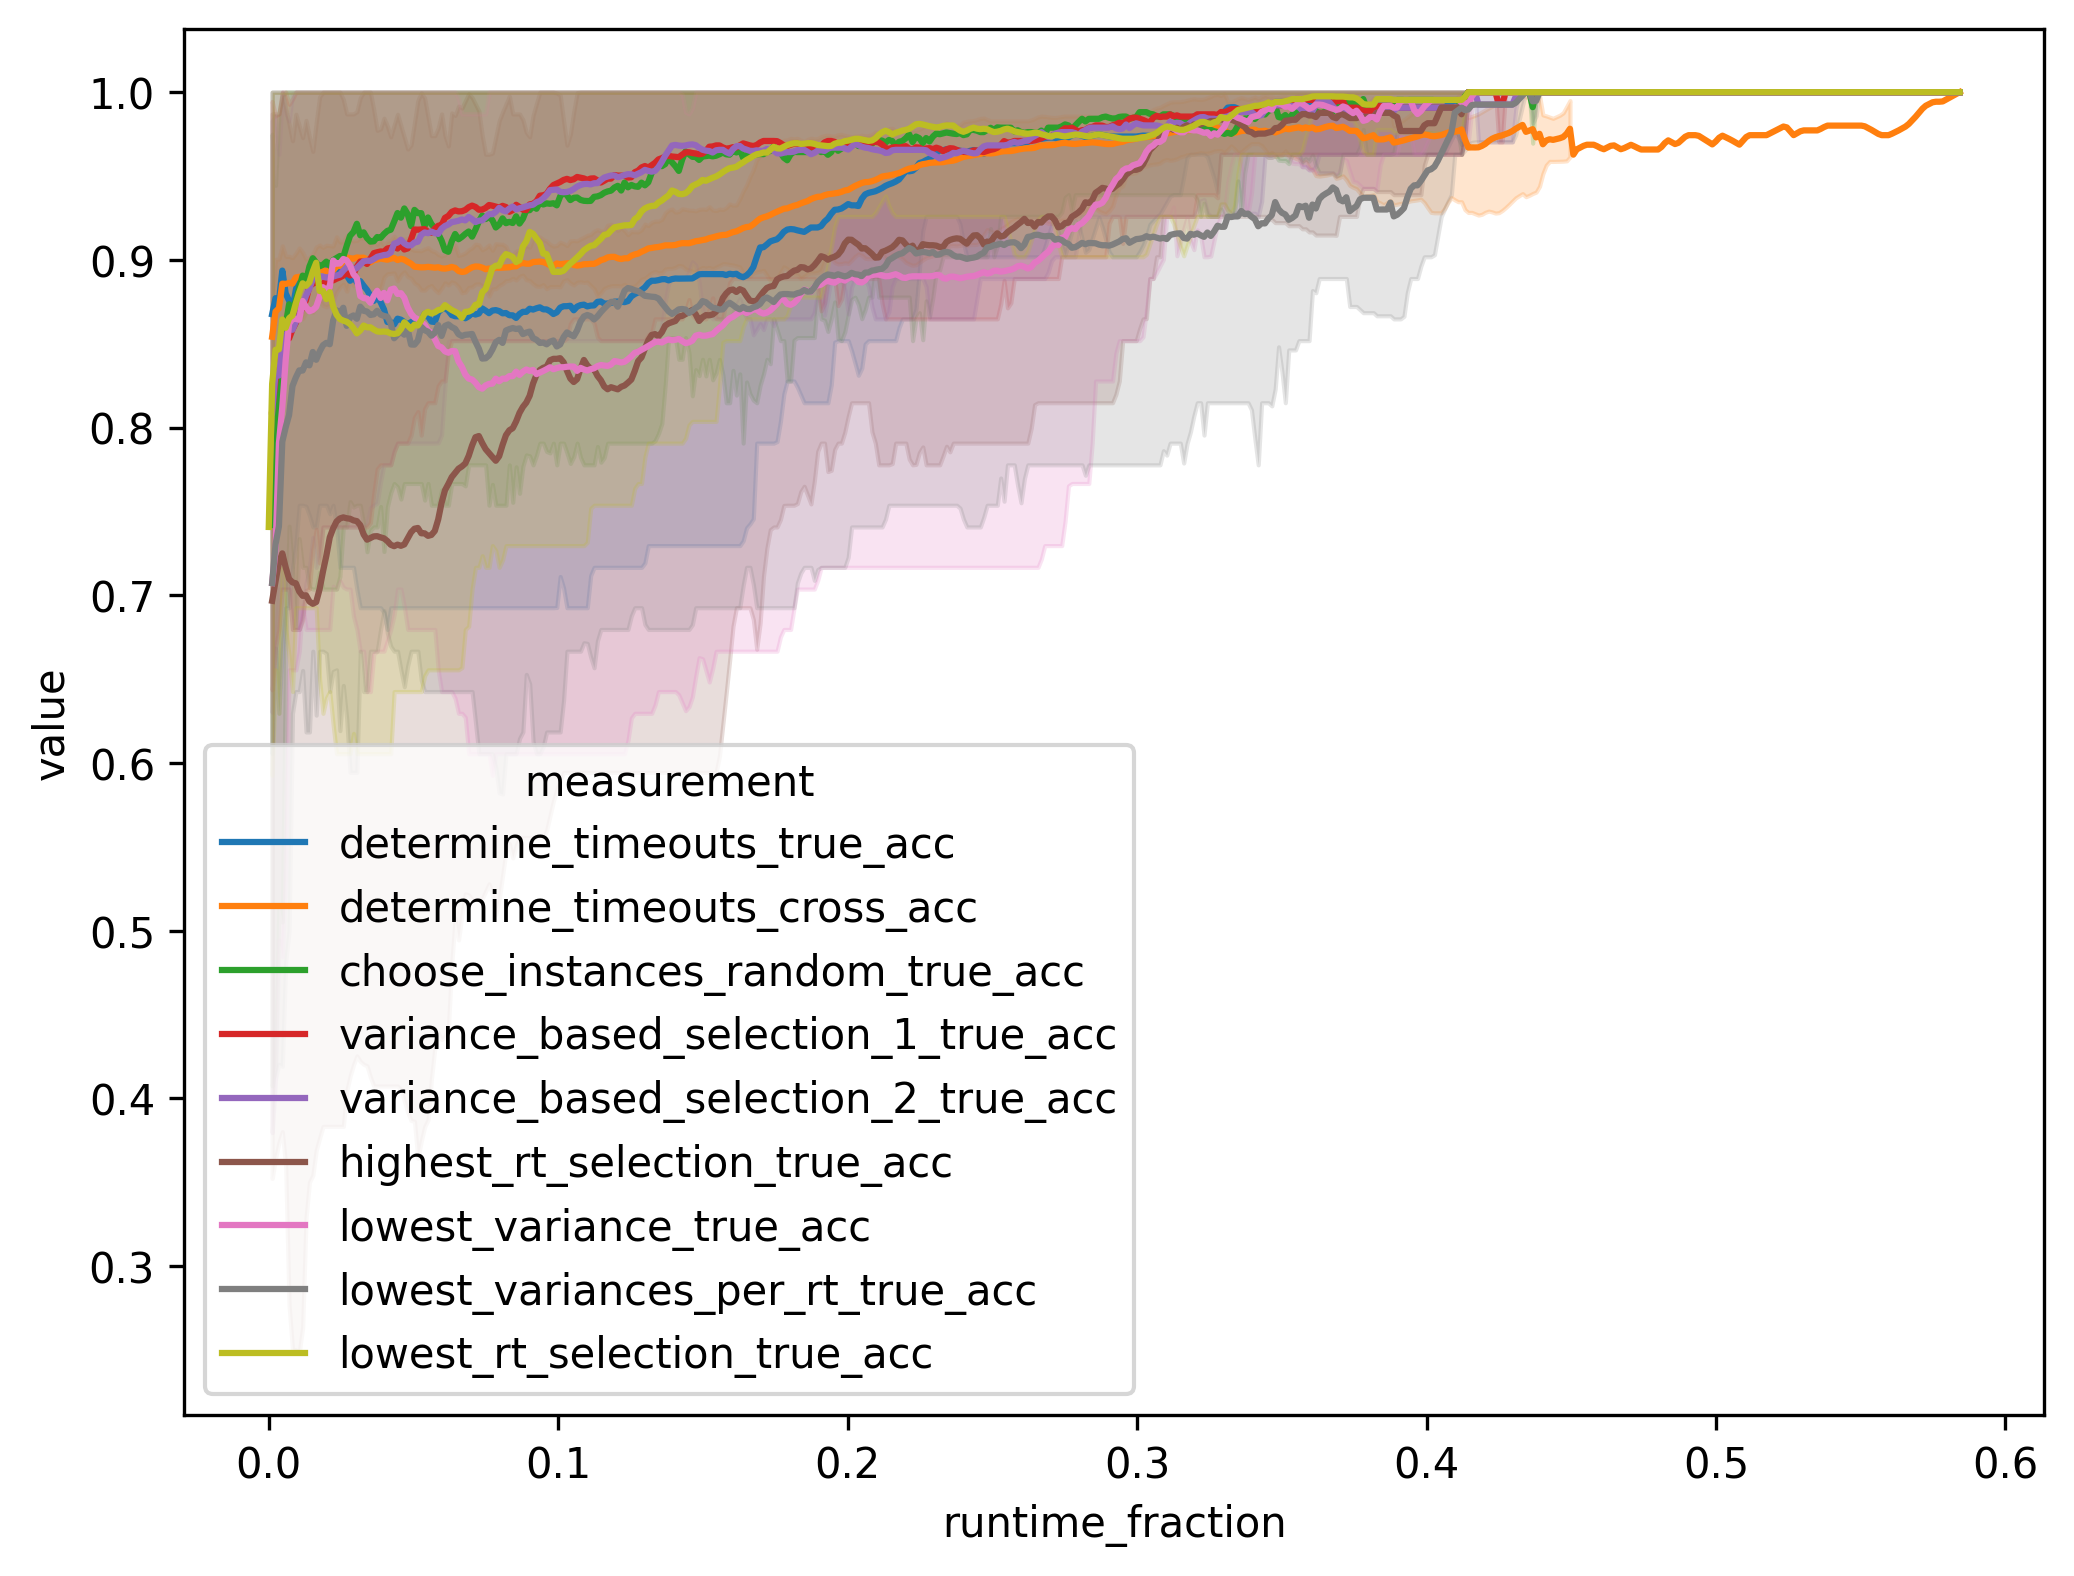 1.0
0.9
0.8
0.7
0.6
0.5
0.4
0.3
value
measurement
determine_timeouts_true_acc
determine_timeouts_cross_acc
choose_instances_random_true_acc
variance_based_selection_1_true_acc
variance_based_selection_2_true_acc
highest_rt_selection_true_acc
lowest_variance_true_acc
lowest_variances_per_rt_true_acc
lowest_rt_selection_true_acc
0.0 0.1 0.2 0.3 0.4 0.5 0.6
runtime_fraction